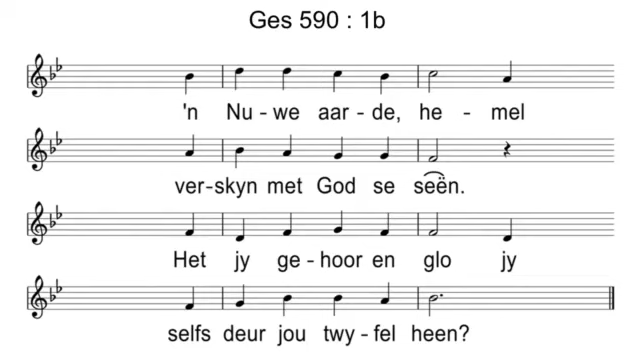 Ges 590 : 1b
'n Nu-we aar-de, he - mel
ver-skyn met God se seën.
Het jy ge-hoor en glo jy
selfs deur jou twy-fel heen?